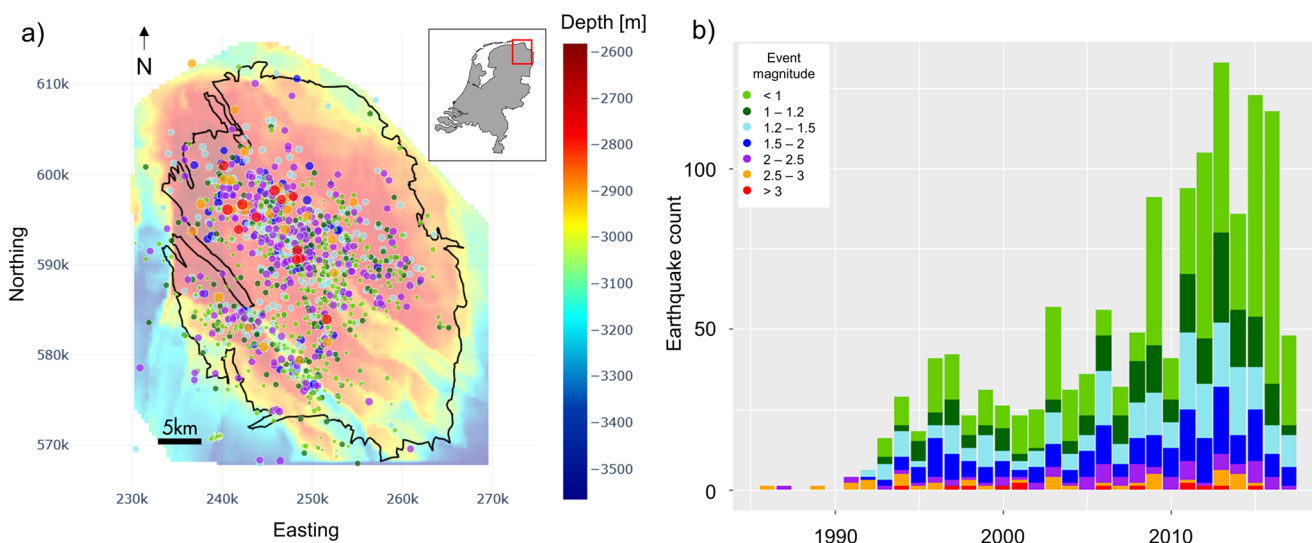 a)
N
Depth [m]
−2600
−2700
−2800
−2900
−3000
−3100
−3200
−3300
−3400
−3500
610k
600k
590k
580k
570k
Northing
5km
230k
240k
250k
260k
270k
Easting
b)
Event
magnitude
< 1
1 – 1.2
1.2 – 1.5
1.5 – 2
2 – 2.5
2.5 – 3
> 3
Earthquake count
100
50
0
1990
2000
2010